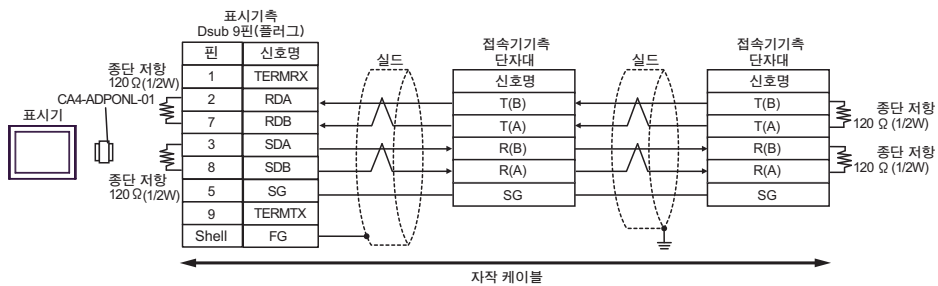 표시기측
Dsub 9핀(플러그)
핀 신호명
1 TERMRX
2 RDA
7 RDB
3 SDA
8 SDB
5 SG
9 TERMTX
Shell FG
종단 저항
120 Ω(1/2W)
CA4-ADPONL-01
표시기
종단 저항
120 Ω(1/2W)
실드
접속기기측
단자대
신호명
T(B)
T(A)
R(B)
R(A)
SG
실드
접속기기측
단자대
신호명
T(B)
T(A)
R(B)
R(A)
SG
종단 저항
120 Ω (1/2W)
종단 저항
120 Ω (1/2W)
자작 케이블